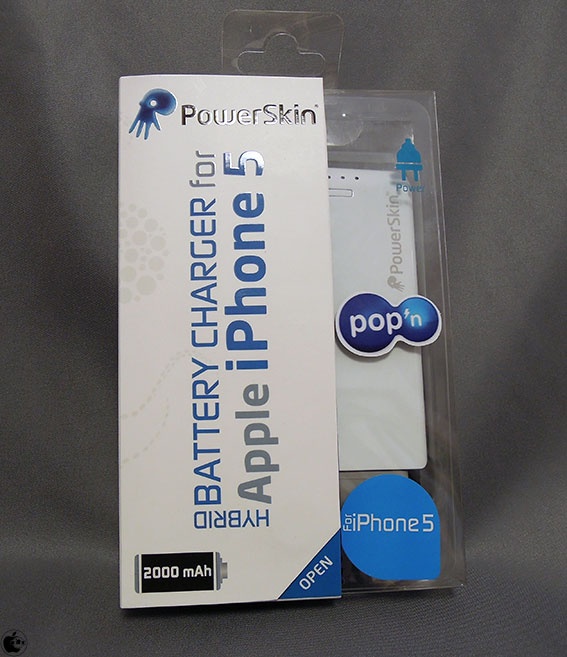 PowerSkin
HYBRID
BATTERY CHARGER for
Apple iPhone 5
2000 mAh
OPEN
Power
PowerSkin
pop'n
For iPhone 5